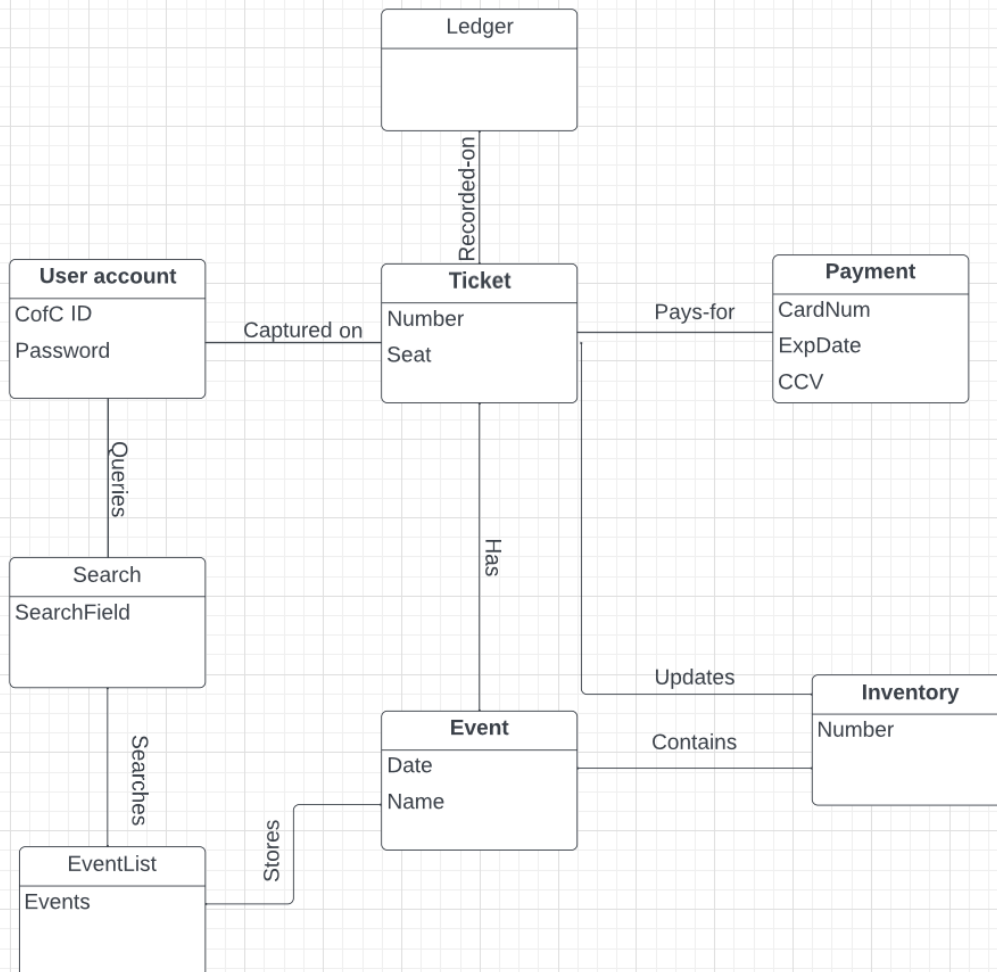 Ledger
Recorded-on
User account
CofC ID
Password
Captured on
Ticket
Number
Seat
Pays-for
Payment
CardNum
ExpDate
CCV
Queries
Has
Search
SearchField
Updates
Inventory
Number
Contains
Event
Date
Name
Searches
Stores
EventList
Events